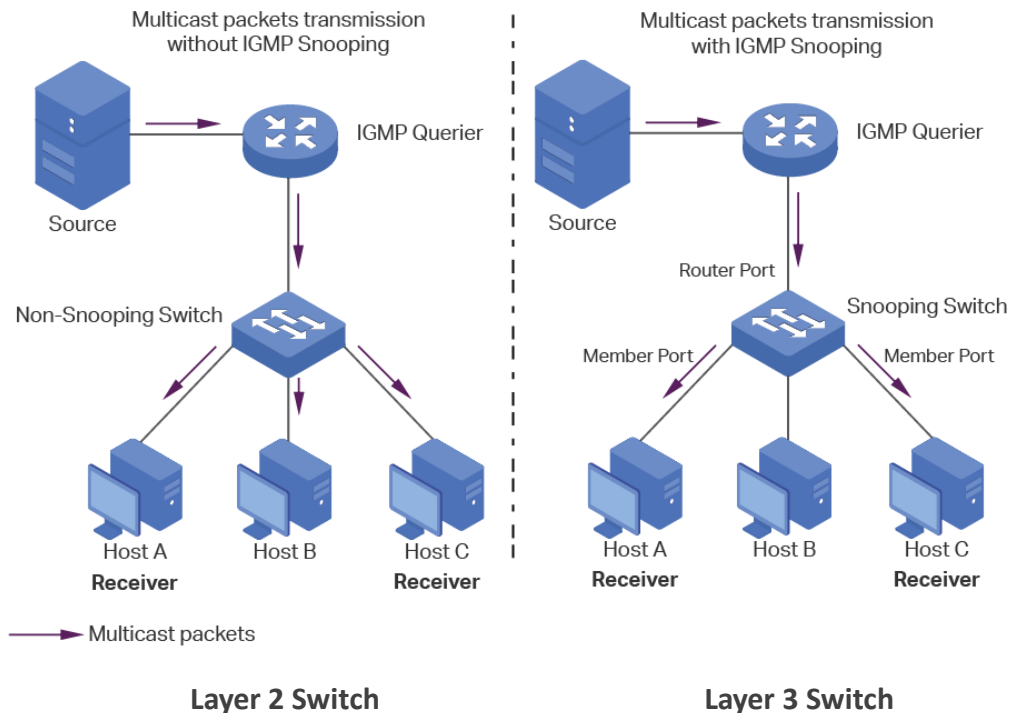 Multicast packets transmission
without IGMP Snooping
IGMP Querier
Source
Non-Snooping Switch
Host A
Receiver
Host B
Host C
Receiver
Multicast packets
Layer 2 Switch
Multicast packets transmission
with IGMP Snooping
IGMP Querier
Source
Router Port
Snooping Switch
Member Port
Member Port
Host A
Receiver
Host B
Host C
Receiver
Layer 3 Switch